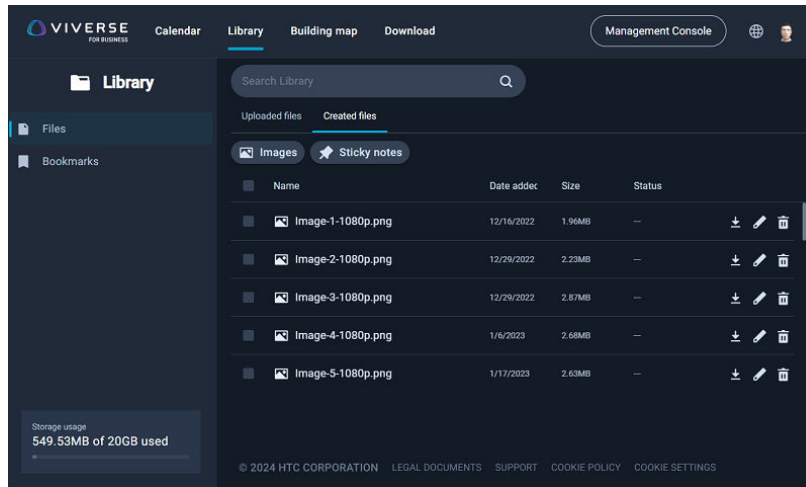 VIVERSE
FOR BUSINESS
Calendar
Library
Building map
Download
Management Console
Library
Files
Bookmarks
Storage usage
549.53MB of 20GB used
Search Library
Uploaded files
Created files
Images
Sticky notes
Name Date added Size Status
Image-1-1080p.png 12/16/2022 1.96MB —
Image-2-1080p.png 12/29/2022 2.23MB —
Image-3-1080p.png 12/29/2022 2.87MB —
Image-4-1080p.png 1/6/2023 2.68MB —
Image-5-1080p.png 1/17/2023 2.63MB —
© 2024 HTC CORPORATION LEGAL DOCUMENTS SUPPORT COOKIE POLICY COOKIE SETTINGS